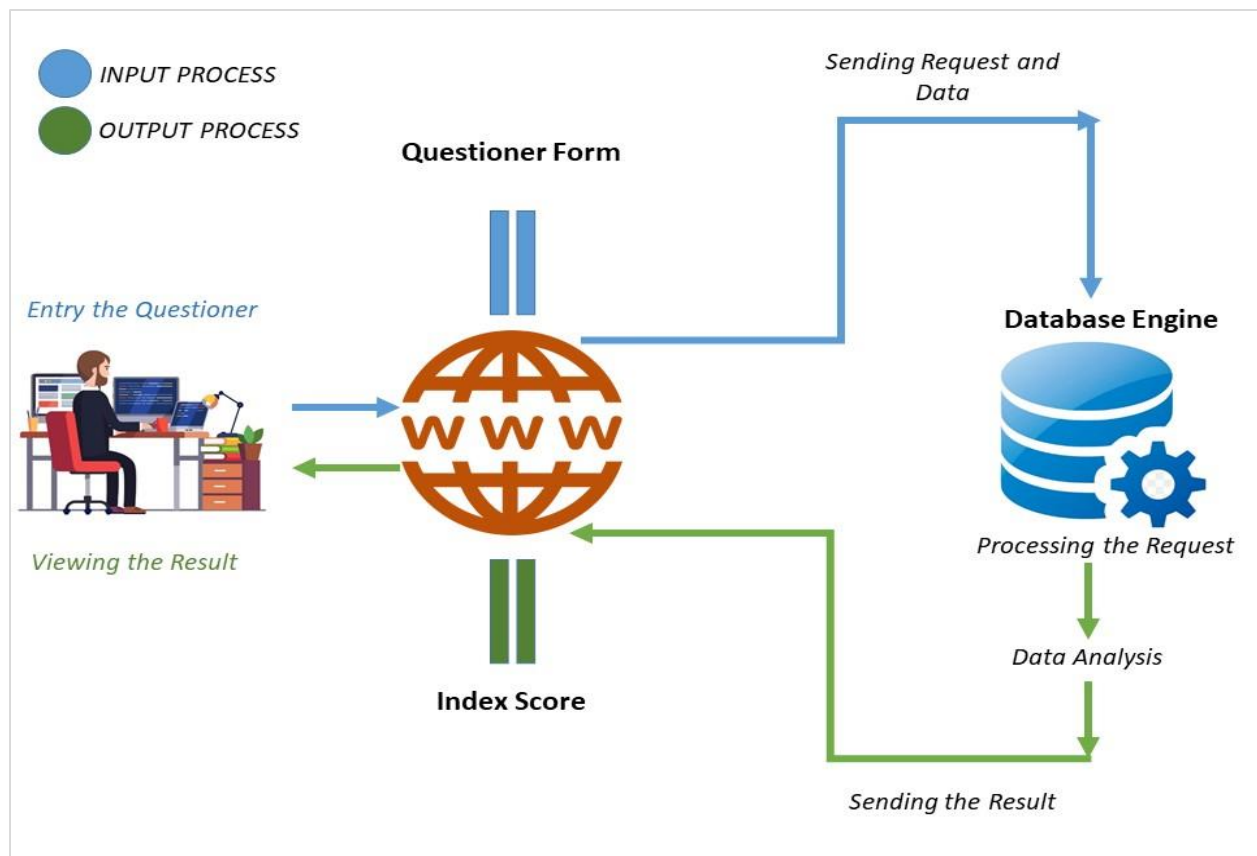 INPUT PROCESS
OUTPUT PROCESS
Sending Request and
Data
Questioner Form
Entry the Questioner
Database Engine
W W W
Viewing the Result
Processing the Request
Data Analysis
Index Score
Sending the Result